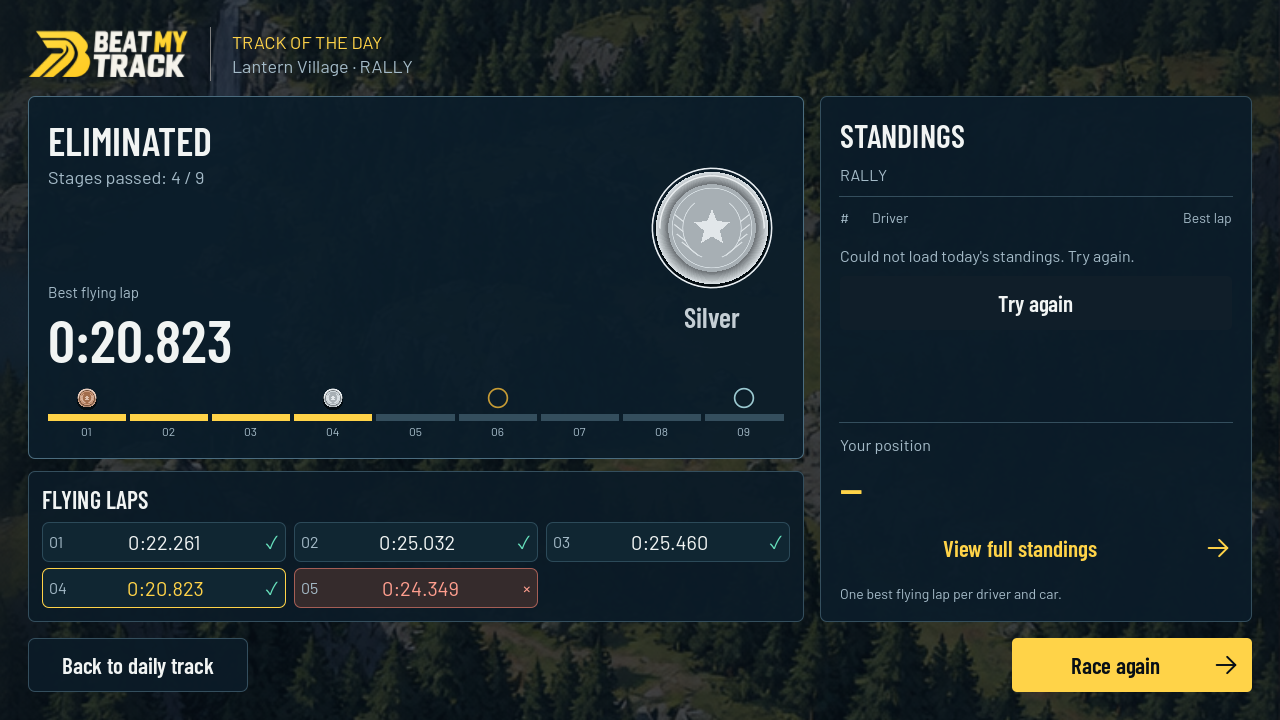 BEAT MY TRACK
TRACK OF THE DAY
Lantern Village · RALLY
ELIMINATED
Stages passed: 4 / 9
Silver
Best flying lap
0:20.823
01 02 03 04 05 06 07 08 09
FLYING LAPS
01 0:22.261 ✓ 02 0:25.032 ✓ 03 0:25.460 ✓
04 0:20.823 ✓ 05 0:24.349 ×
STANDINGS
RALLY
# Driver Best lap
Could not load today's standings. Try again.
Try again
Your position
–
View full standings →
One best flying lap per driver and car.
Back to daily track
Race again →